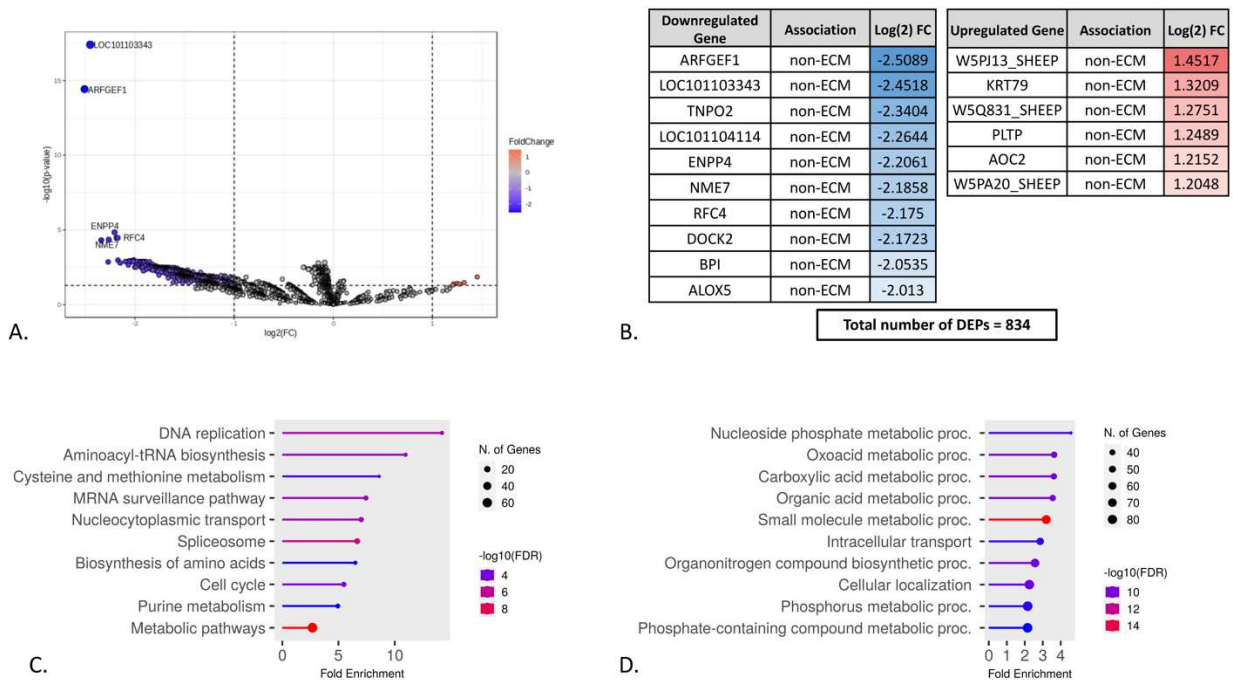 LOC101103343
ARFGEF1
ENPP4
RFC4
NME7
15
10
5
0
-log10(p-value)
-2
-1
0
1
log2(FC)
FoldChange
1
0
-1
-2
A.
Downregulated Gene Association Log(2) FC
ARFGEF1 non-ECM -2.5089
LOC101103343 non-ECM -2.4518
TNPO2 non-ECM -2.3404
LOC101104114 non-ECM -2.2644
ENPP4 non-ECM -2.2061
NME7 non-ECM -2.1858
RFC4 non-ECM -2.175
DOCK2 non-ECM -2.1723
BPI non-ECM -2.0535
ALOX5 non-ECM -2.013
Upregulated Gene Association Log(2) FC
W5PJ13_SHEEP non-ECM 1.4517
KRT79 non-ECM 1.3209
W5Q831_SHEEP non-ECM 1.2751
PLTP non-ECM 1.2489
AOC2 non-ECM 1.2152
W5PA20_SHEEP non-ECM 1.2048
Total number of DEPs = 834
B.
DNA replication
Aminoacyl-tRNA biosynthesis
Cysteine and methionine metabolism
MRNA surveillance pathway
Nucleocytoplasmic transport
Spliceosome
Biosynthesis of amino acids
Cell cycle
Purine metabolism
Metabolic pathways
0 5 10
Fold Enrichment
N. of Genes
20
40
60
-log10(FDR)
4
6
8
C.
Nucleoside phosphate metabolic proc.
Oxoacid metabolic proc.
Carboxylic acid metabolic proc.
Organic acid metabolic proc.
Small molecule metabolic proc.
Intracellular transport
Organonitrogen compound biosynthetic proc.
Cellular localization
Phosphorus metabolic proc.
Phosphate-containing compound metabolic proc.
0 1 2 3 4
Fold Enrichment
N. of Genes
40
50
60
70
80
-log10(FDR)
10
12
14
D.